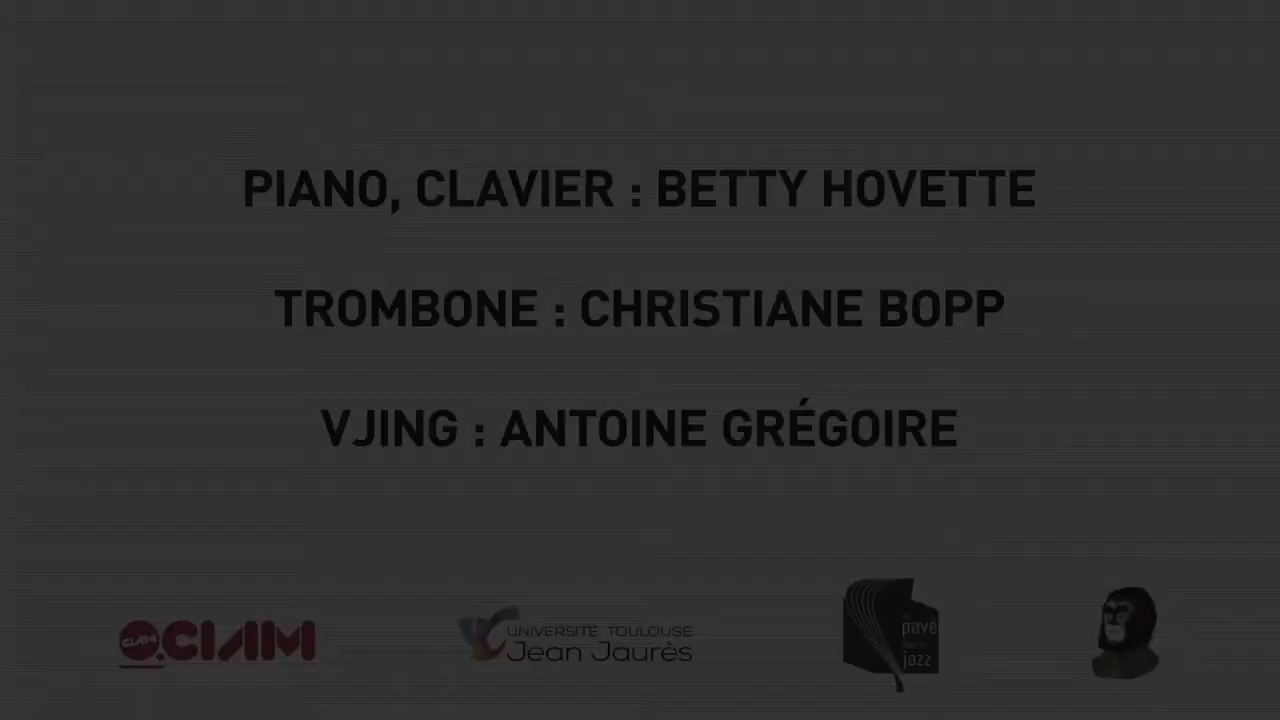 PIANO, CLAVIER : BETTY HOVETTE
TROMBONE : CHRISTIANE BOPP
VJING : ANTOINE GRÉGOIRE
CIAM
UNIVERSITÉ TOULOUSE
Jean Jaurès
pavé
jazz